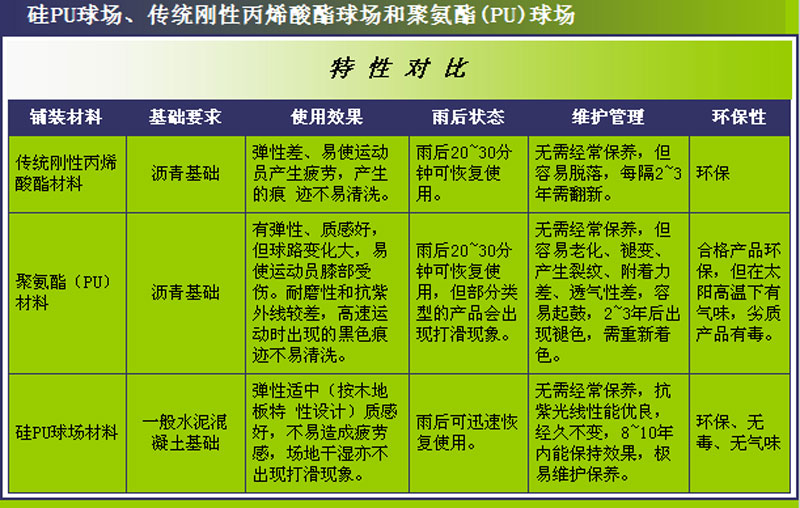 硅PU球场、传统刚性丙烯酸酯球场和聚氨酯(PU)球场
特 性 对 比
铺装材料 基础要求 使用效果 雨后状态 维护管理 环保性
传统刚性丙烯
酸酯材料
沥青基础
弹性差、易使运动
员产生疲劳，产生
的痕 迹不易清洗。
雨后20~30分
钟可恢复使
用。
无需经常保养，但
容易脱落，每隔2~3
年需翻新。
环保
聚氨酯（PU）
材料
沥青基础
有弹性、质感好，
但球路变化大，易
使运动员膝部受
伤。耐磨性和抗紫
外线较差，高速运
动时出现的黑色痕
迹不易清洗。
雨后20~30分
钟可恢复使
用，但部分类
型的产品会出
现打滑现象。
无需经常保养，但
容易老化、褪变、
产生裂纹、附着力
差、透气性差，容
易起鼓，2~3年后出
现褪色，需重新着
色。
合格产品环
保，但在太
阳高温下有
气味，劣质
产品有毒。
硅PU球场材料
一般水泥混
凝土基础
弹性适中（按木地
板特 性设计）质感
好，不易造成疲劳
感，场地干湿亦不
出现打滑现象。
雨后可迅速恢
复使用。
无需经常保养，抗
紫光线性能优良，
经久不变，8~10年
内能保持效果，极
易维护保养。
环保、无
毒、无气味